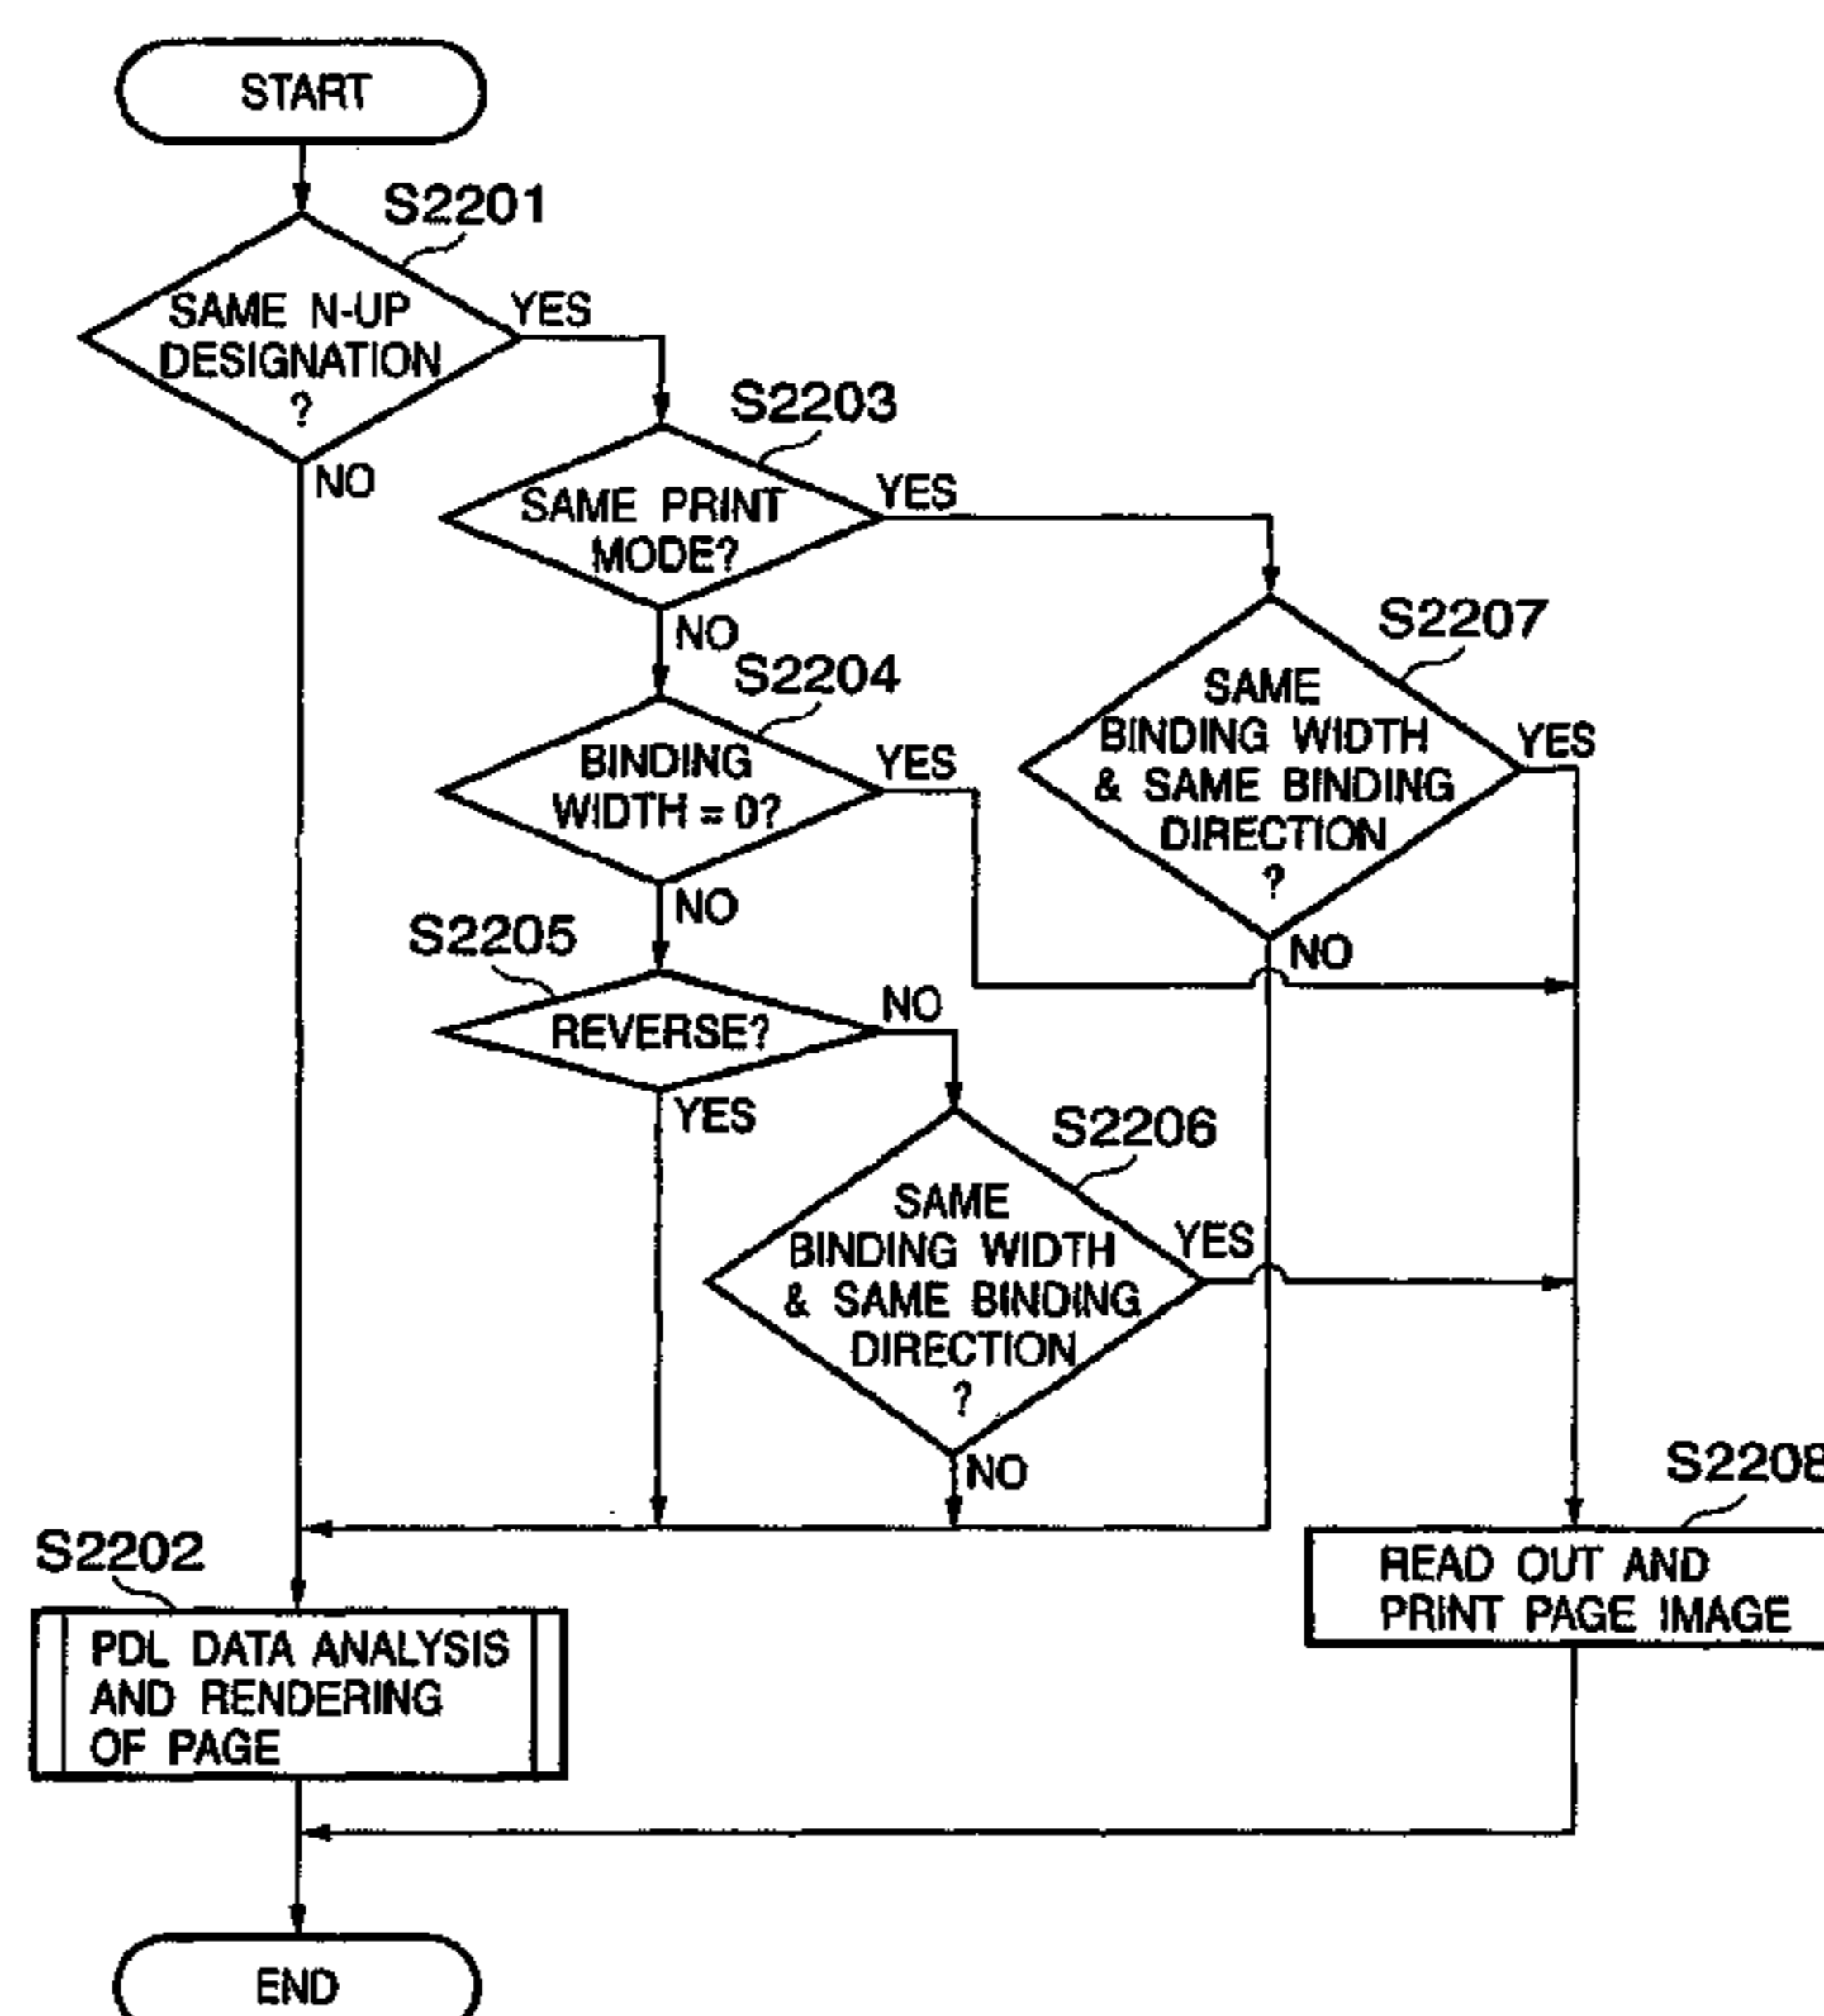 START
S2201
SAME N-UP
DESIGNATION
?
YES
NO
S2203
SAME PRINT
MODE?
YES
NO
S2204
BINDING
WIDTH = 0?
YES
NO
S2207
SAME
BINDING WIDTH
& SAME BINDING
DIRECTION
?
YES
NO
S2205
REVERSE?
NO
YES
S2206
SAME
BINDING WIDTH
& SAME BINDING
DIRECTION
?
YES
NO
S2202
PDL DATA ANALYSIS
AND RENDERING
OF PAGE
S2208
READ OUT AND
PRINT PAGE IMAGE
END